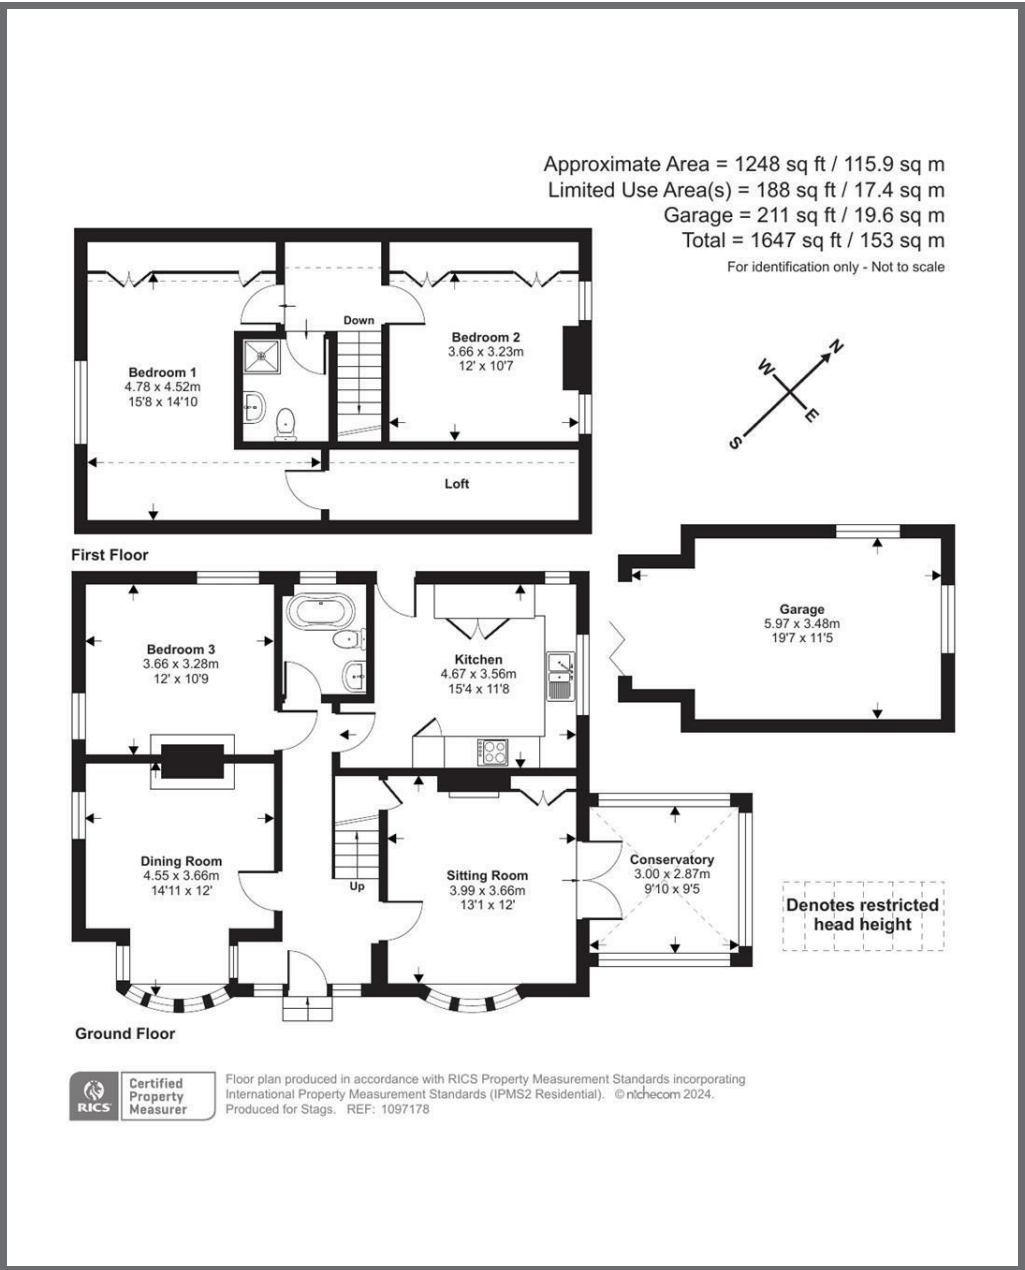 Approximate Area = 1248 sq ft / 115.9 sq m
Limited Use Area(s) = 188 sq ft / 17.4 sq m
Garage = 211 sq ft / 19.6 sq m
Total = 1647 sq ft / 153 sq m
For identification only - Not to scale
Down
Bedroom 2
3.66 x 3.23m
12' x 10'7
Bedroom 1
4.78 x 4.52m
15'8 x 14'10
N
W
E
S
Loft
First Floor
Garage
5.97 x 3.48m
19'7 x 11'5
Bedroom 3
3.66 x 3.28m
12' x 10'9
Kitchen
4.67 x 3.56m
15'4 x 11'8
Dining Room
4.55 x 3.66m
14'11 x 12'
Up
Sitting Room
3.99 x 3.66m
13'1 x 12'
Conservatory
3.00 x 2.87m
9'10 x 9'5
Denotes restricted
head height
Ground Floor
RICS
Certified
Property
Measurer
Floor plan produced in accordance with RICS Property Measurement Standards incorporating
International Property Measurement Standards (IPMS2 Residential). © nichecom 2024.
Produced for Stags. REF: 1097178